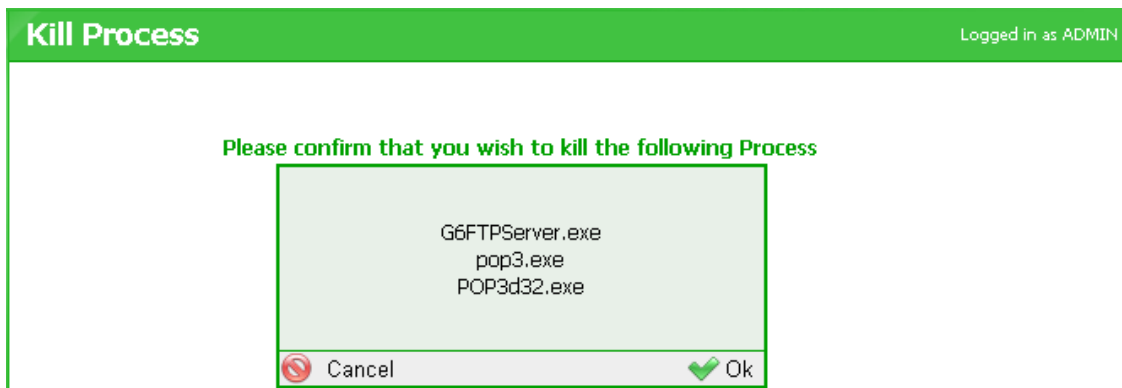 Kill Process
Logged in as ADMIN
Please confirm that you wish to kill the following Process
G6FTPServer.exe
pop3.exe
POP3d32.exe
Cancel
Ok